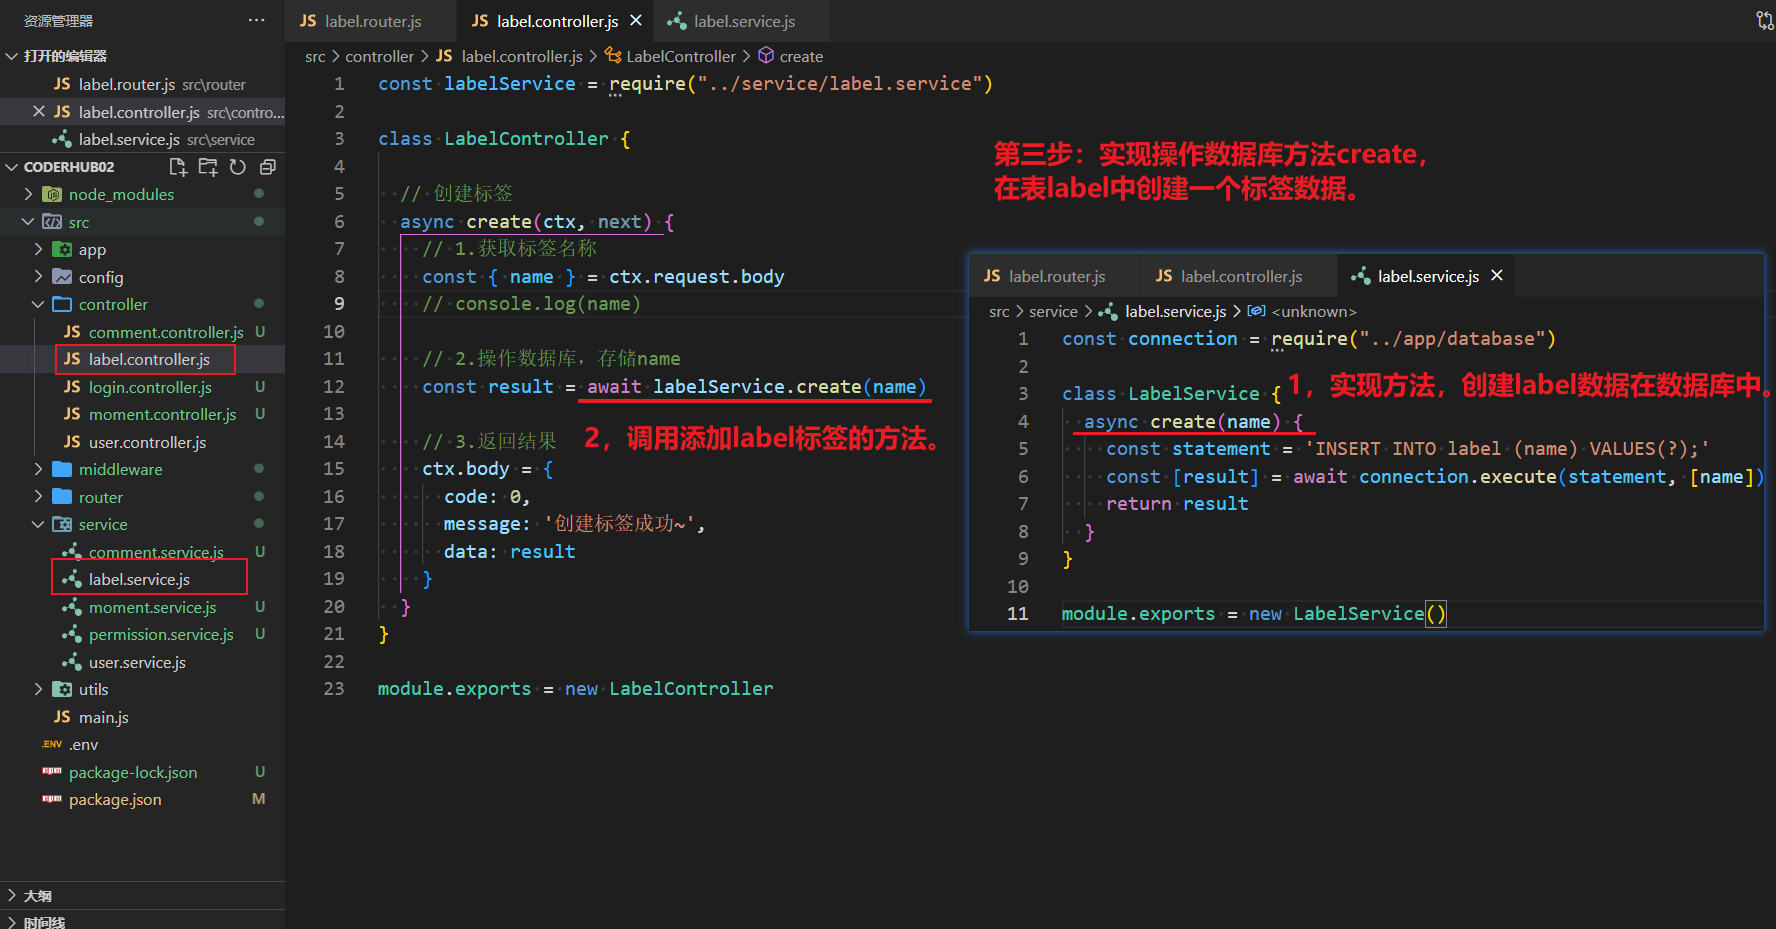 资源管理器 ···
打开的编辑器
JS label.router.js src\router
JS label.controller.js src\contro...
label.service.js src\service
CODERHUB02
node_modules
src
app
config
controller
JS comment.controller.js U
JS label.controller.js
JS login.controller.js U
JS moment.controller.js U
JS user.controller.js
middleware
router
service
comment.service.js U
label.service.js
moment.service.js U
permission.service.js U
user.service.js
utils
JS main.js
.ENV .env
npm package-lock.json U
npm package.json M
大纲
时间线
JS label.router.js JS label.controller.js label.service.js
src > controller > JS label.controller.js > LabelController > create
1 const labelService = require("../service/label.service")
2
3 class LabelController {
4
5 // 创建标签
6 async create(ctx, next) {
7 // 1.获取标签名称
8 const { name } = ctx.request.body
9 // console.log(name)
10
11 // 2.操作数据库，存储name
12 const result = await labelService.create(name)
13
14 // 3.返回结果
2，调用添加label标签的方法。
15 ctx.body = {
16 code: 0,
17 message: '创建标签成功~',
18 data: result
19 }
20 }
21 }
22
23 module.exports = new LabelController
第三步：实现操作数据库方法create，
在表label中创建一个标签数据。
JS label.router.js JS label.controller.js label.service.js
src > service > label.service.js > <unknown>
1 const connection = require("../app/database")
2
3 class LabelService {
1，实现方法，创建label数据在数据库中。
4 async create(name) {
5 const statement = 'INSERT INTO label (name) VALUES(?);'
6 const [result] = await connection.execute(statement, [name])
7 return result
8 }
9 }
10
11 module.exports = new LabelService()